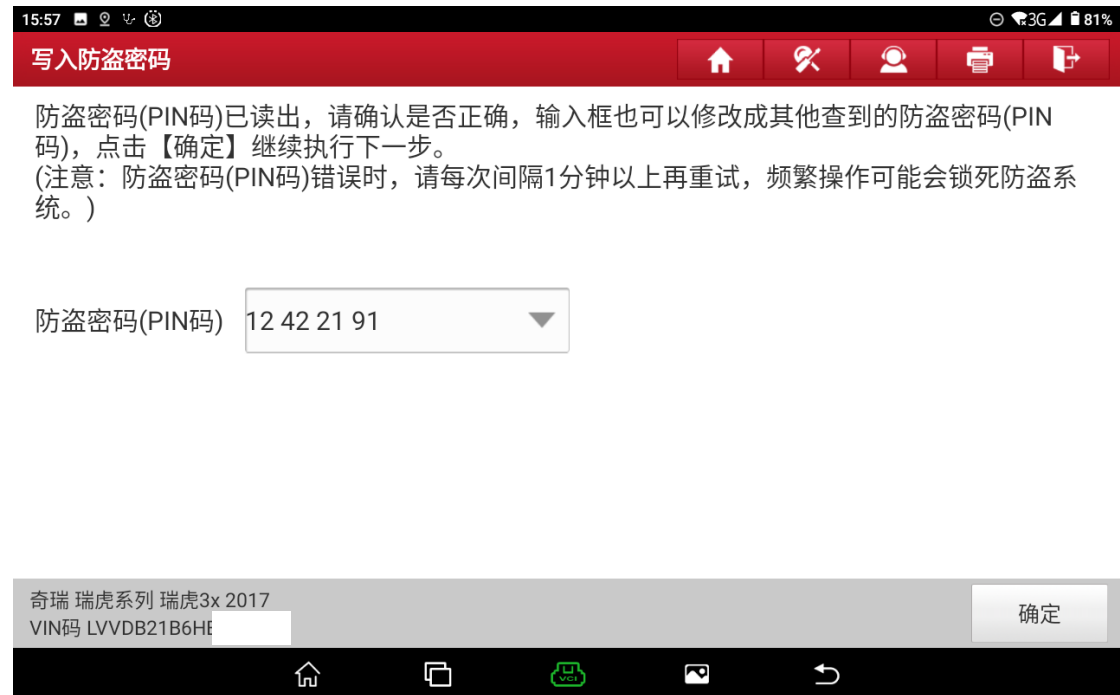 15:57
3G 81%
写入防盗密码
防盗密码(PIN码)已读出，请确认是否正确，输入框也可以修改成其他查到的防盗密码(PIN
码)，点击【确定】继续执行下一步。
(注意：防盗密码(PIN码)错误时，请每次间隔1分钟以上再重试，频繁操作可能会锁死防盗系
统。)
防盗密码(PIN码) 12 42 21 91
奇瑞 瑞虎系列 瑞虎3x 2017
VIN码 LVVDB21B6H
确定
VCI